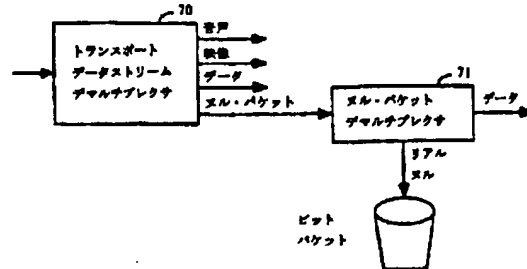 70
トランスポート
データストリーム
デマルチプレクサ
音声
映像
データ
ヌル・パケット
71
ヌル・パケット
デマルチプレクサ
データ
リアル
ヌル
ビット
バケット